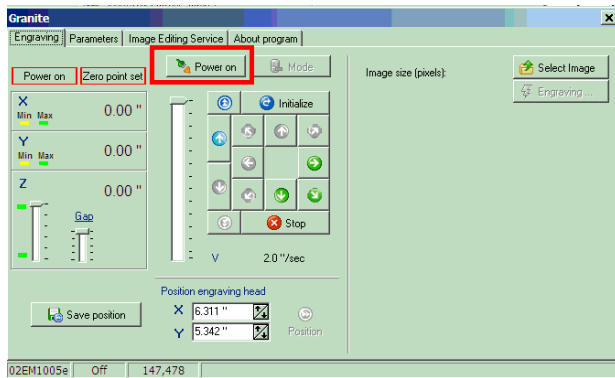 Granite
Engraving Parameters Image Editing Service About program
Power on Zero point set
Power on Mode
Image size (pixels):
Select Image
Engraving ...
X
Min Max
0.00 "
Y
Min Max
0.00 "
Z
0.00 "
Gap
Initialize
Stop
V 2.0 "/sec
Save position
Position engraving head
X 6.311 "
Y 5.342 "
Position
02EM1005e Off 147,478